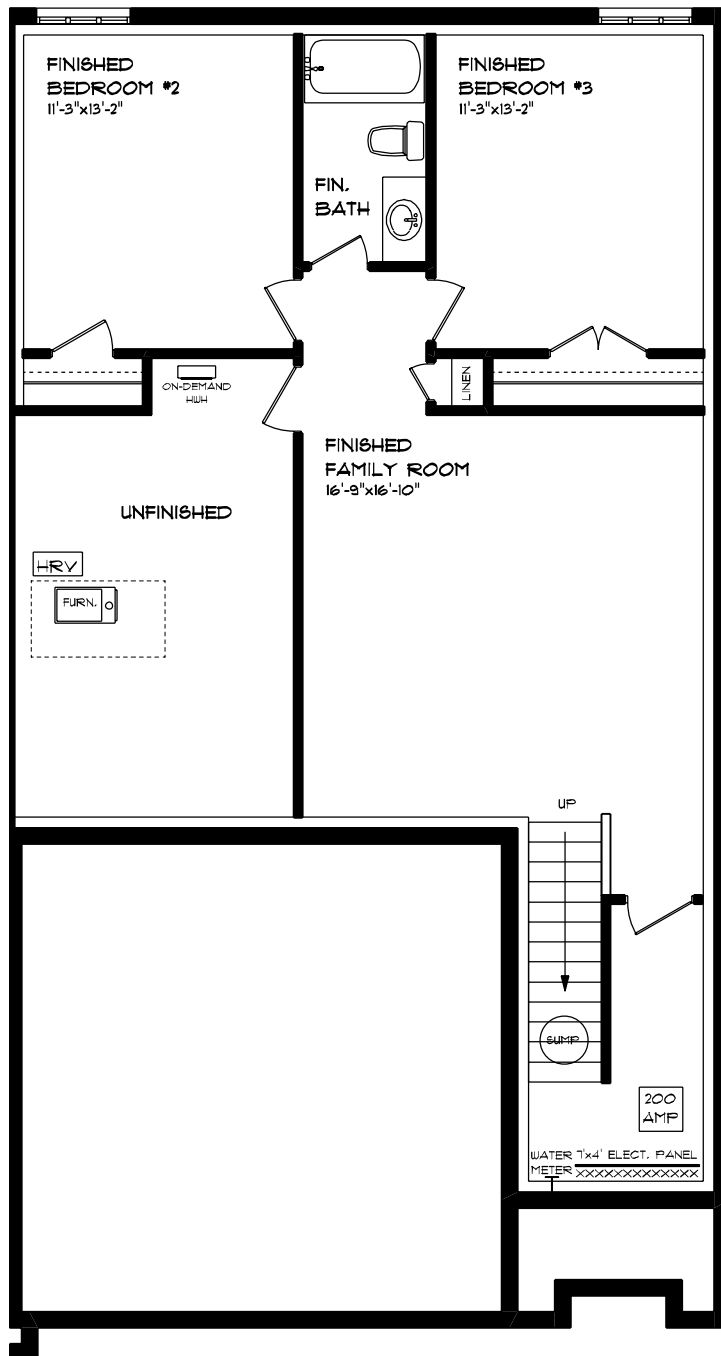 FINISHED
BEDROOM #2
11'-3"x13'-2"
FINISHED
BEDROOM #3
11'-3"x13'-2"
FIN.
BATH
ON-DEMAND
HWH
LINEN
FINISHED
FAMILY ROOM
16'-9"x16'-10"
UNFINISHED
HRV
FURN.
UP
SUMP
200
AMP
WATER
METER
7'x4' ELECT. PANEL
XXXXXXXXXXXX